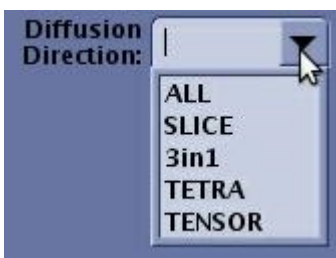 Diffusion
Direction:
ALL
SLICE
3in1
TETRA
TENSOR